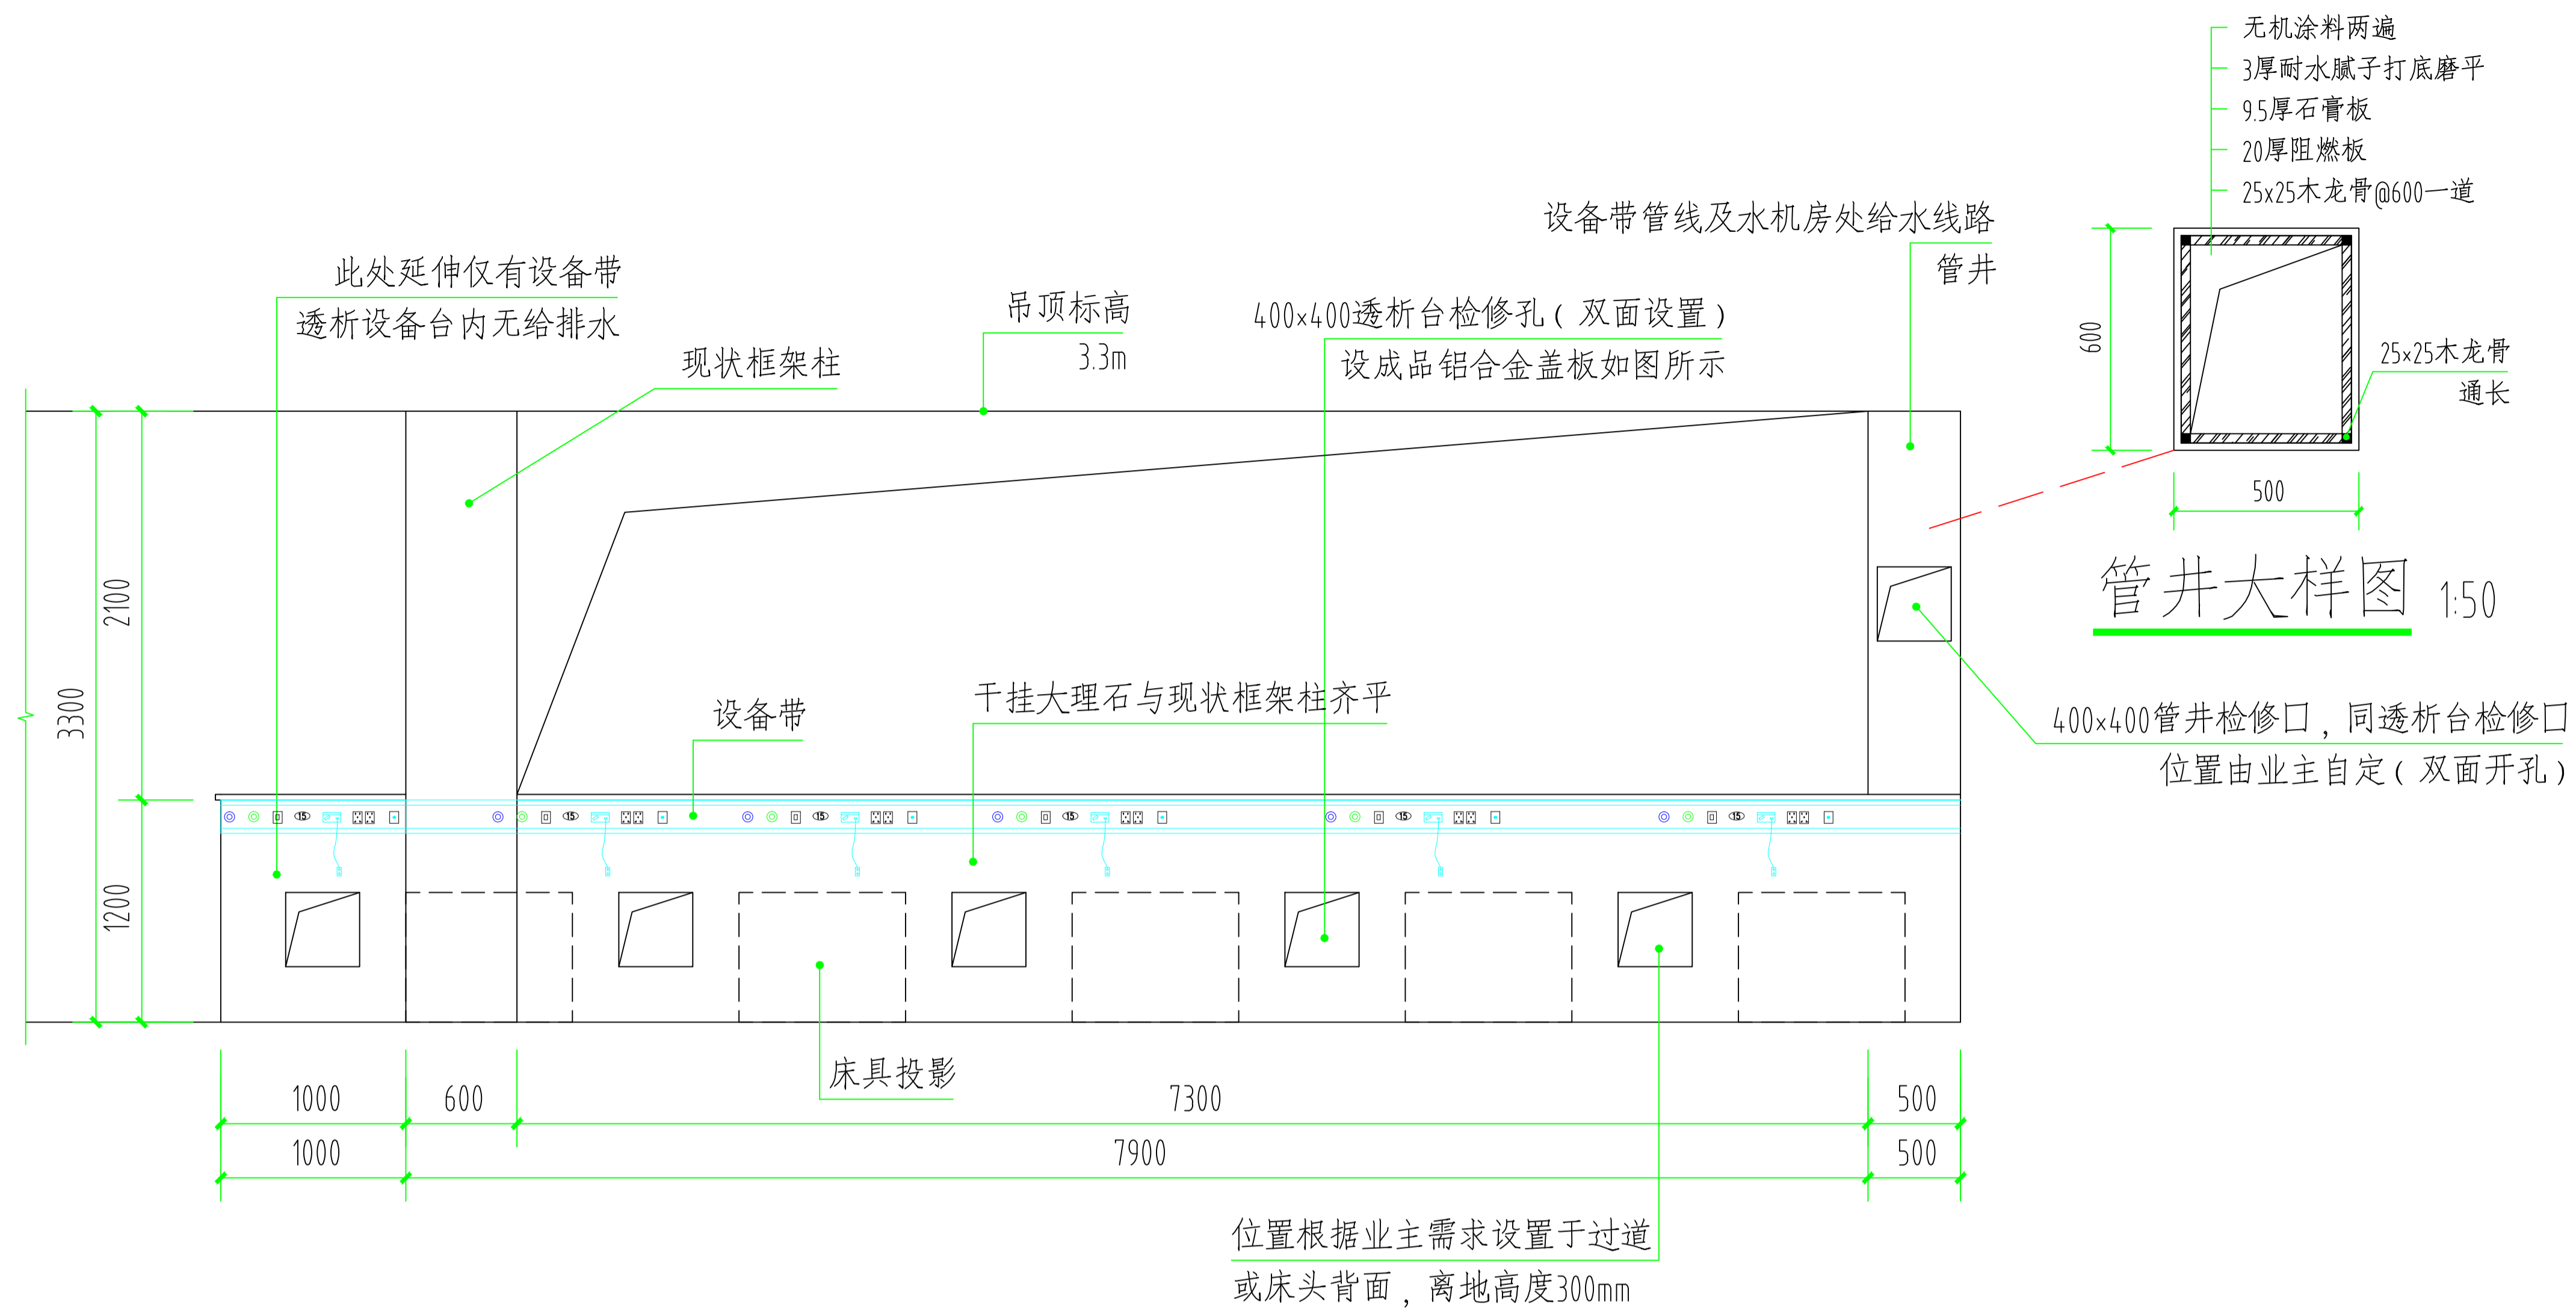 无机涂料两遍
3厚耐水腻子打底磨平
9.5厚石膏板
20厚阻燃板
25x25木龙骨@600一道
设备带管线及水机房处给水线路
管井
此处延伸仅有设备带
透析设备台内无给排水
吊顶标高
3.3m
400x400透析台检修孔(双面设置)
设成品铝合金盖板如图所示
现状框架柱
600
25x25木龙骨
通长
500
管井大样图 1:50
2100
3300
1200
设备带
干挂大理石与现状框架柱齐平
400x400管井检修口,同透析台检修口
位置由业主自定(双面开孔)
15 15 15 15 15 15
床具投影
1000 600 7300 500
1000 7900 500
位置根据业主需求设置于过道
或床头背面,离地高度300mm